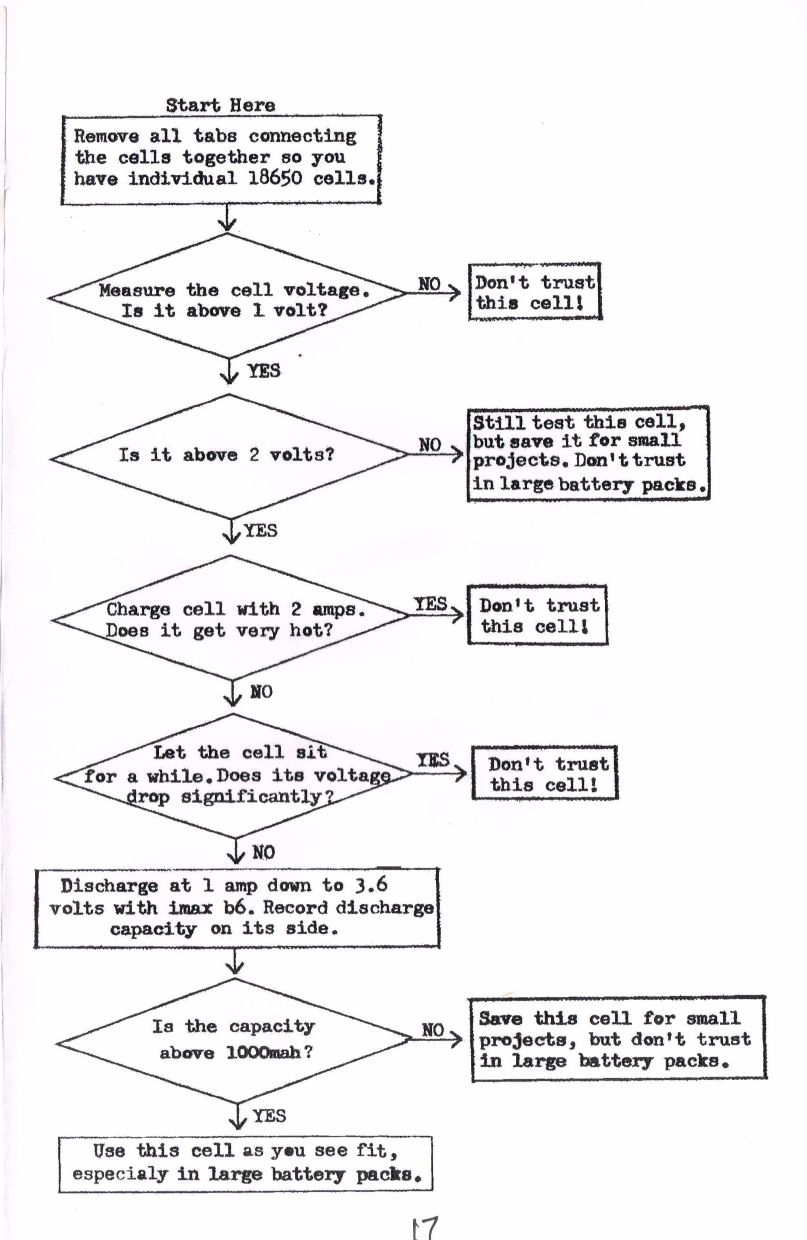 Start Here
Remove all tabs connecting
the cells together so you
have individual 18650 cells.
Measure the cell voltage.
Is it above 1 volt?
NO
Don't trust
this cell!
YES
Is it above 2 volts?
NO
Still test this cell,
but save it for small
projects. Don't trust
in large battery packs.
YES
Charge cell with 2 amps.
Does it get very hot?
YES
Don't trust
this cell!
NO
Let the cell sit
for a while. Does its voltage
drop significantly?
YES
Don't trust
this cell!
NO
Discharge at 1 amp down to 3.6
volts with imax b6. Record discharge
capacity on its side.
Is the capacity
above 1000mah?
NO
Save this cell for small
projects, but don't trust
in large battery packs.
YES
Use this cell as you see fit,
especialy in large battery packs.
17